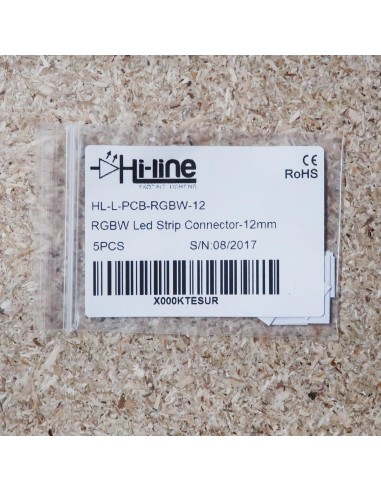 Hi-line
CE
RoHS
HL-L-PCB-RGBW-12
RGBW Led Strip Connector-12mm
5PCS S/N:08/2017
X000KTESUR